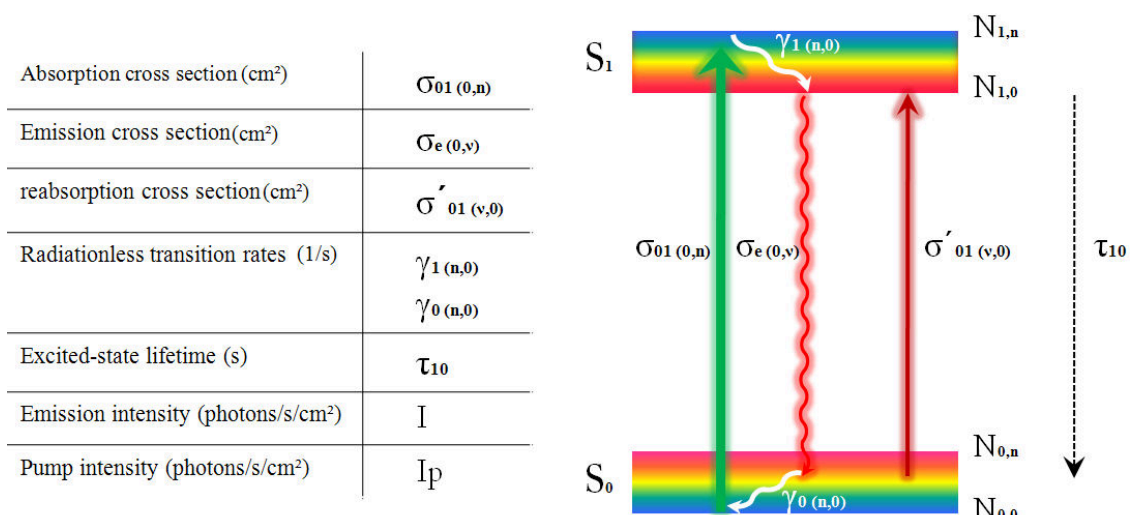 Absorption cross section (cm²) σ01 (0,n)
Emission cross section(cm²) σe (0,ν)
reabsorption cross section(cm²) σ´01 (ν,0)
Radiationless transition rates (1/s) γ1 (n,0)
γ0 (n,0)
Excited-state lifetime (s) τ10
Emission intensity (photons/s/cm²) I
Pump intensity (photons/s/cm²) Ip
S1
γ1 (n,0)
N1,n
N1,0
σ01 (0,n)
σe (0,ν)
σ´01 (ν,0)
τ10
S0
γ0 (n,0)
N0,n
N0,0